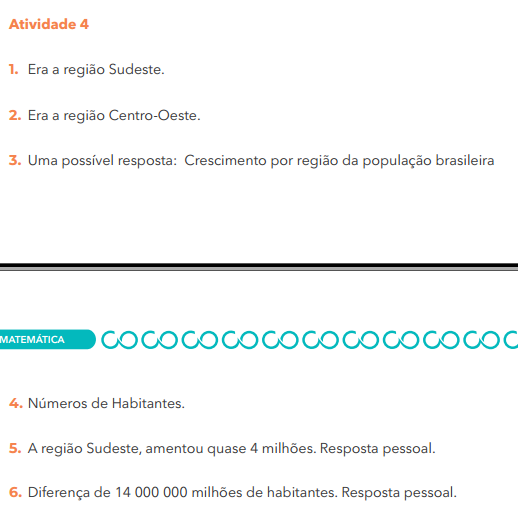 Atividade 4
1. Era a região Sudeste.
2. Era a região Centro-Oeste.
3. Uma possível resposta: Crescimento por região da população brasileira
MATEMÁTICA
4. Números de Habitantes.
5. A região Sudeste, amentou quase 4 milhões. Resposta pessoal.
6. Diferença de 14 000 000 milhões de habitantes. Resposta pessoal.